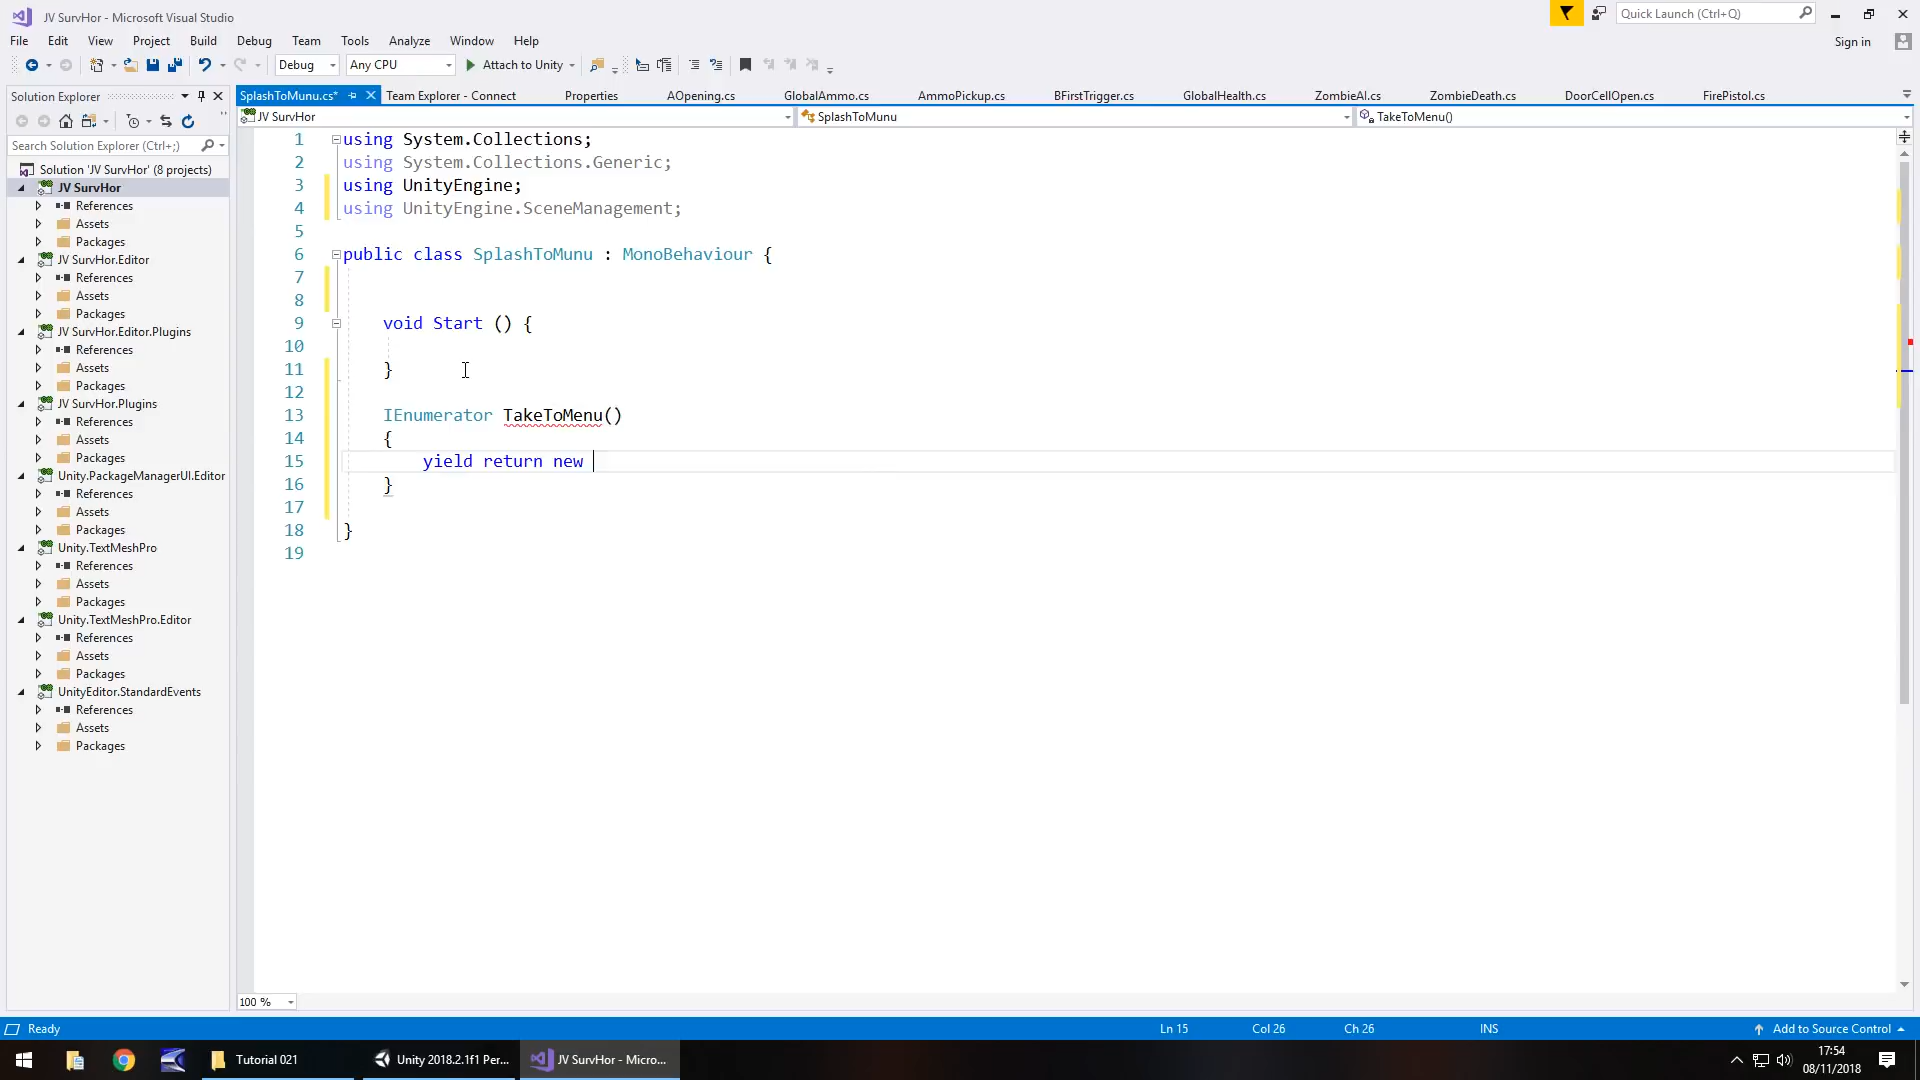 JV SurvHor - Microsoft Visual Studio
Quick Launch (Ctrl+Q)
File Edit View Project Build Debug Team Tools Analyze Window Help
Sign in
Debug Any CPU Attach to Unity
Solution Explorer
SplashToMunu.cs* Team Explorer - Connect Properties AOpening.cs GlobalAmmo.cs AmmoPickup.cs BFirstTrigger.cs GlobalHealth.cs ZombieAI.cs ZombieDeath.cs DoorCellOpen.cs FirePistol.cs
JV SurvHor SplashToMunu TakeToMenu()
Search Solution Explorer (Ctrl+;)
Solution 'JV SurvHor' (8 projects)
JV SurvHor
References
Assets
Packages
JV SurvHor.Editor
References
Assets
Packages
JV SurvHor.Editor.Plugins
References
Assets
Packages
JV SurvHor.Plugins
References
Assets
Packages
Unity.PackageManagerUI.Editor
References
Assets
Packages
Unity.TextMeshPro
References
Assets
Packages
Unity.TextMeshPro.Editor
References
Assets
Packages
UnityEditor.StandardEvents
References
Assets
Packages
1 using System.Collections;
2 using System.Collections.Generic;
3 using UnityEngine;
4 using UnityEngine.SceneManagement;
5
6 public class SplashToMunu : MonoBehaviour {
7
8
9 void Start () {
10
11 }
12
13 IEnumerator TakeToMenu()
14 {
15 yield return new
16 }
17
18 }
19
100 %
Ready Ln 15 Col 26 Ch 26 INS Add to Source Control
Tutorial 021 Unity 2018.2.1f1 Per... JV SurvHor - Micro...
17:54
08/11/2018